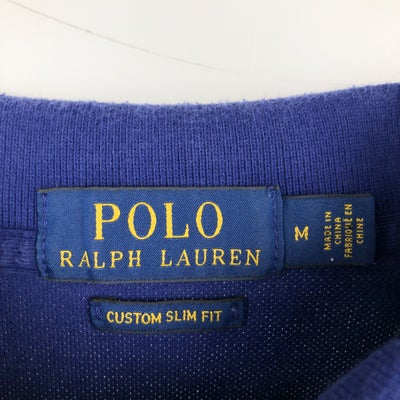 POLO
RALPH LAUREN
M
MADE IN
CHINA
FABRIQUÉ EN
CHINE
CUSTOM SLIM FIT